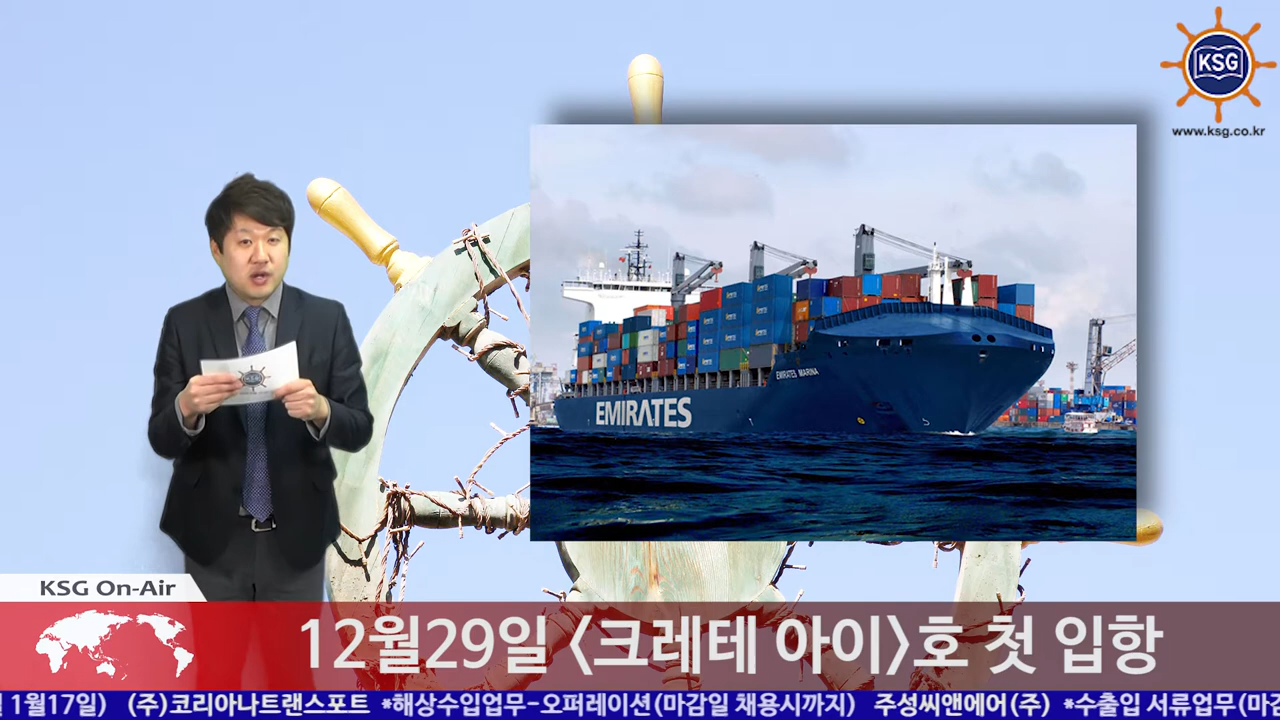 KSG
www.ksg.co.kr
EMIRATES MARINA
EMIRATES
KSG On-Air
12월29일 <크레테 아이>호 첫 입항
1월17일) (주)코리아나트랜스포트 *해상수입업무-오퍼레이션(마감일 채용시까지) 주성씨앤에어(주) *수출입 서류업무(마감